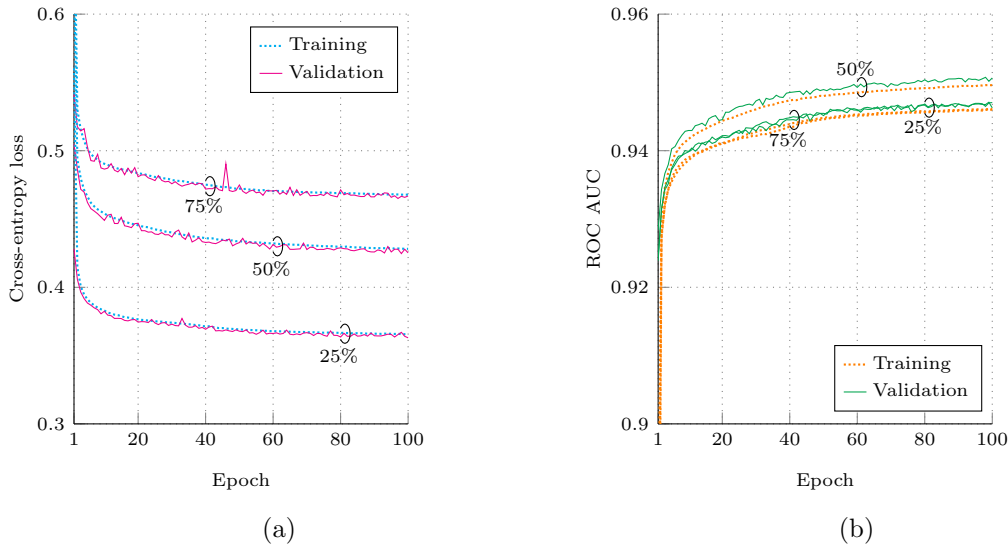 0.6
0.5
0.4
0.3
Cross-entropy loss
Training
Validation
75%
50%
25%
1
20
40
60
80
100
Epoch
(a)
0.96
0.94
0.92
0.9
ROC AUC
50%
75%
25%
Training
Validation
1
20
40
60
80
100
Epoch
(b)